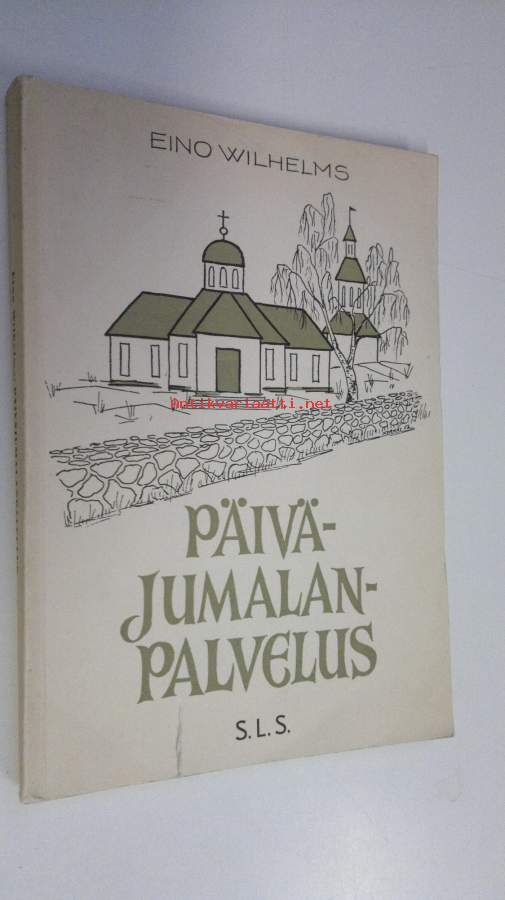 EINO WILHELMS
antikvariaatti.net
PÄIVÄ-
JUMALAN-
PALVELUS
S.L.S.